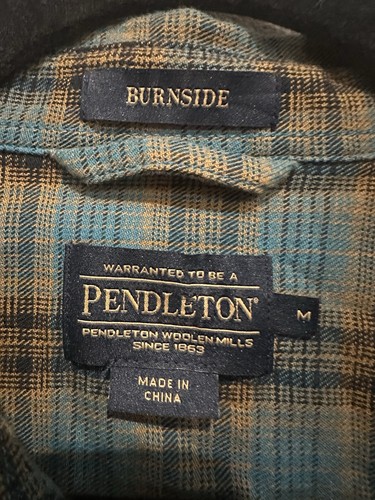 BURNSIDE
WARRANTED TO BE A
PENDLETON®
PENDLETON WOOLEN MILLS
SINCE 1863
M
MADE IN
CHINA